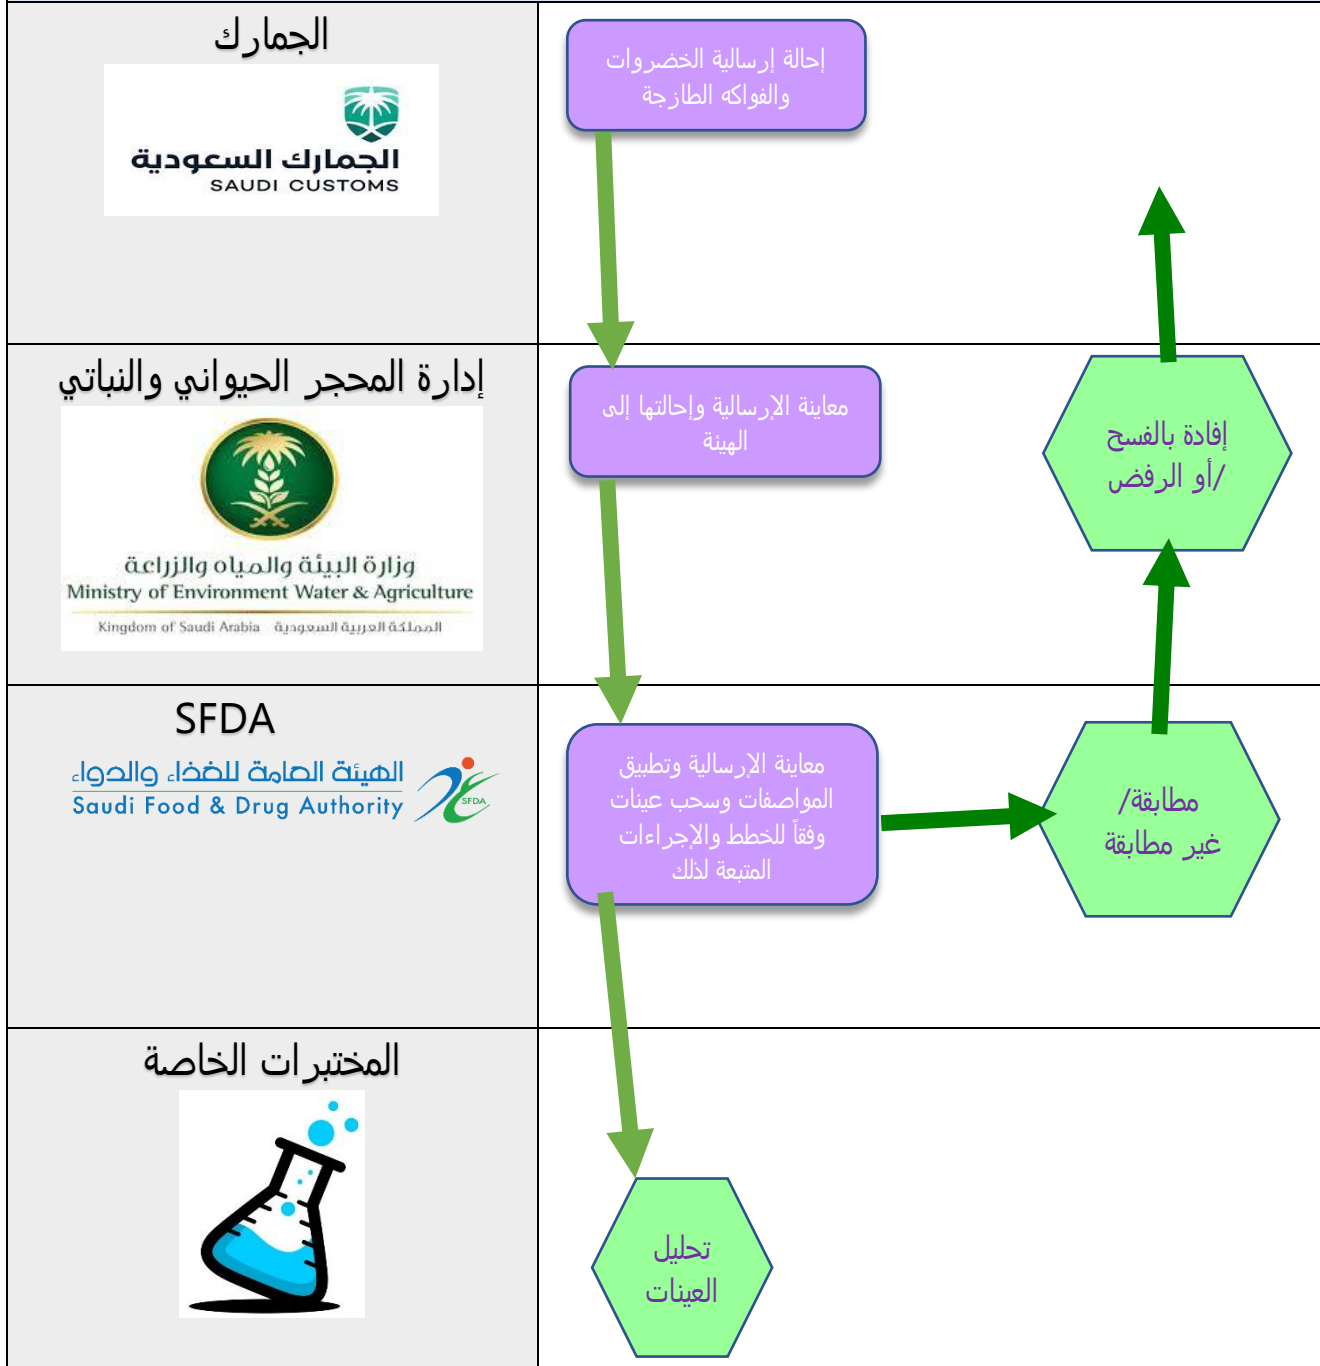 الجمارك
الجمارك السعودية
SAUDI CUSTOMS
إحالة إرسالية الخضروات
والفواكه الطازجة
إدارة المحجر الحيواني والنباتي
وزارة البيئة والمياه والزراعة
Ministry of Environment Water & Agriculture
Kingdom of Saudi Arabia المملكة العربية السعودية
معاينة الإرسالية وإحالتها إلى
الهيئة
إفادة بالفسح
/أو الرفض
SFDA
الهيئة العامة للغذاء والدواء
Saudi Food & Drug Authority
SFDA
معاينة الإرسالية وتطبيق
المواصفات وسحب عينات
وفقاً للخطط والإجراءات
المتبعة لذلك
مطابقة/
غير مطابقة
المختبرات الخاصة
تحليل
العينات